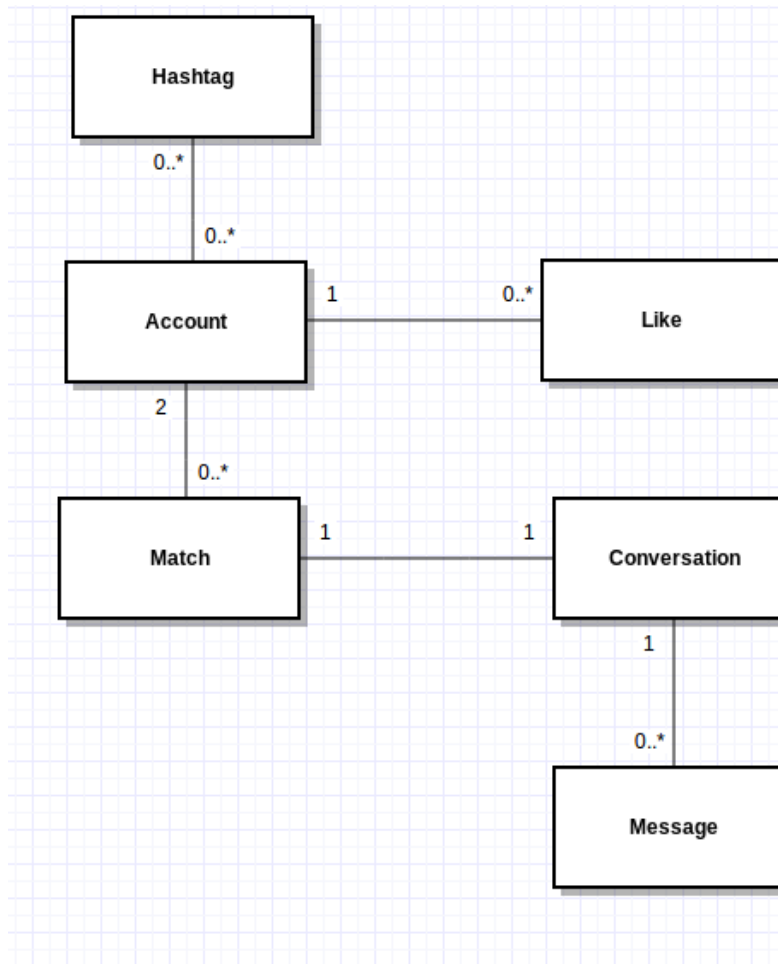 Hashtag
0..*
0..*
Account
1
0..*
Like
2
0..*
Match
1
1
Conversation
1
0..*
Message